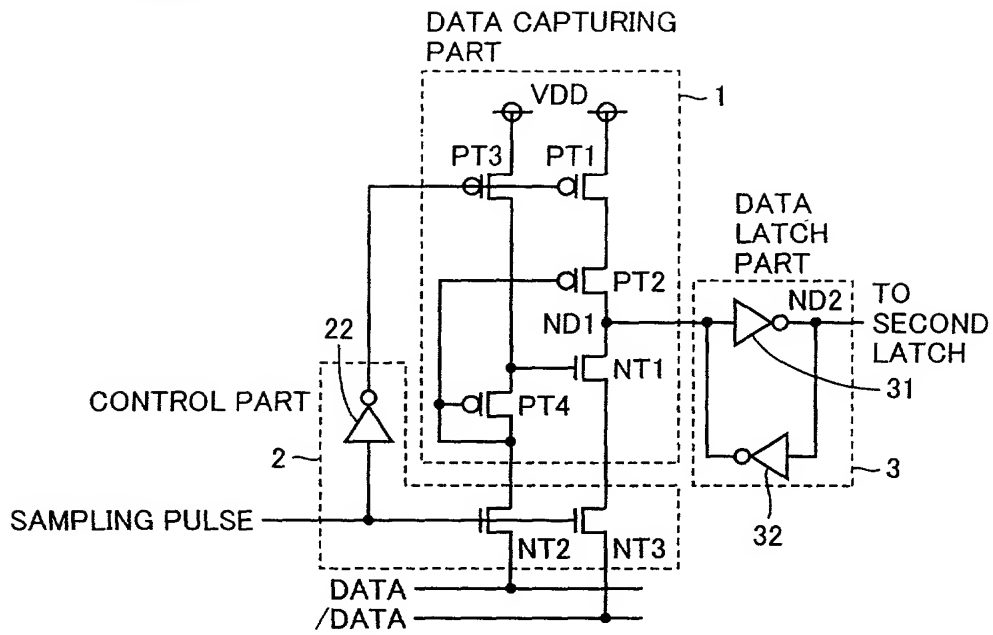 DATA CAPTURING
PART
VDD
1
PT3
PT1
DATA
LATCH
PART
PT2
ND2
TO
SECOND
LATCH
ND1
22
NT1
31
CONTROL PART
PT4
2
3
32
SAMPLING PULSE
NT2
NT3
DATA
/DATA